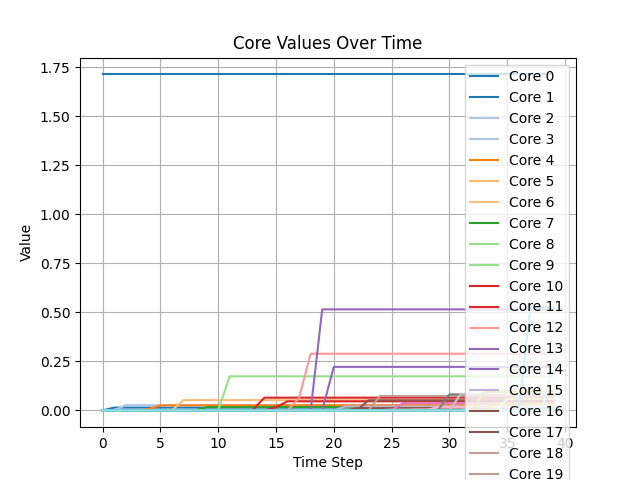 Core Values Over Time
Value
1.75
1.50
1.25
1.00
0.75
0.50
0.25
0.00
0 5 10 15 20 25 30 35 40
Time Step
Core 0
Core 1
Core 2
Core 3
Core 4
Core 5
Core 6
Core 7
Core 8
Core 9
Core 10
Core 11
Core 12
Core 13
Core 14
Core 15
Core 16
Core 17
Core 18
Core 19